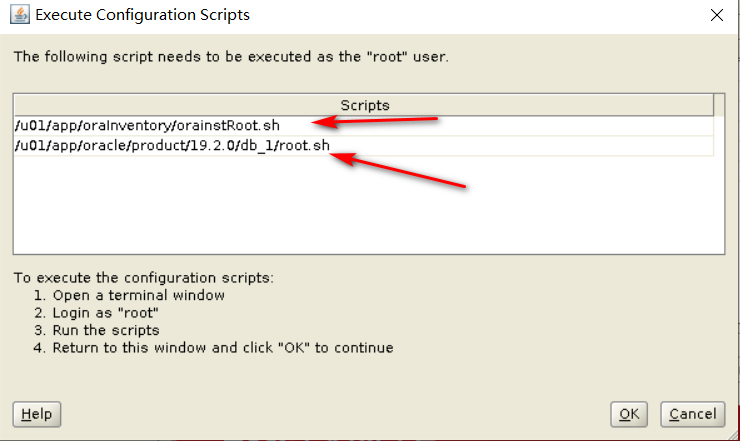 Execute Configuration Scripts
The following script needs to be executed as the "root" user.
Scripts
/u01/app/oraInventory/orainstRoot.sh
/u01/app/oracle/product/19.2.0/db_1/root.sh
To execute the configuration scripts:
1. Open a terminal window
2. Login as "root"
3. Run the scripts
4. Return to this window and click "OK" to continue
Help
OK
Cancel